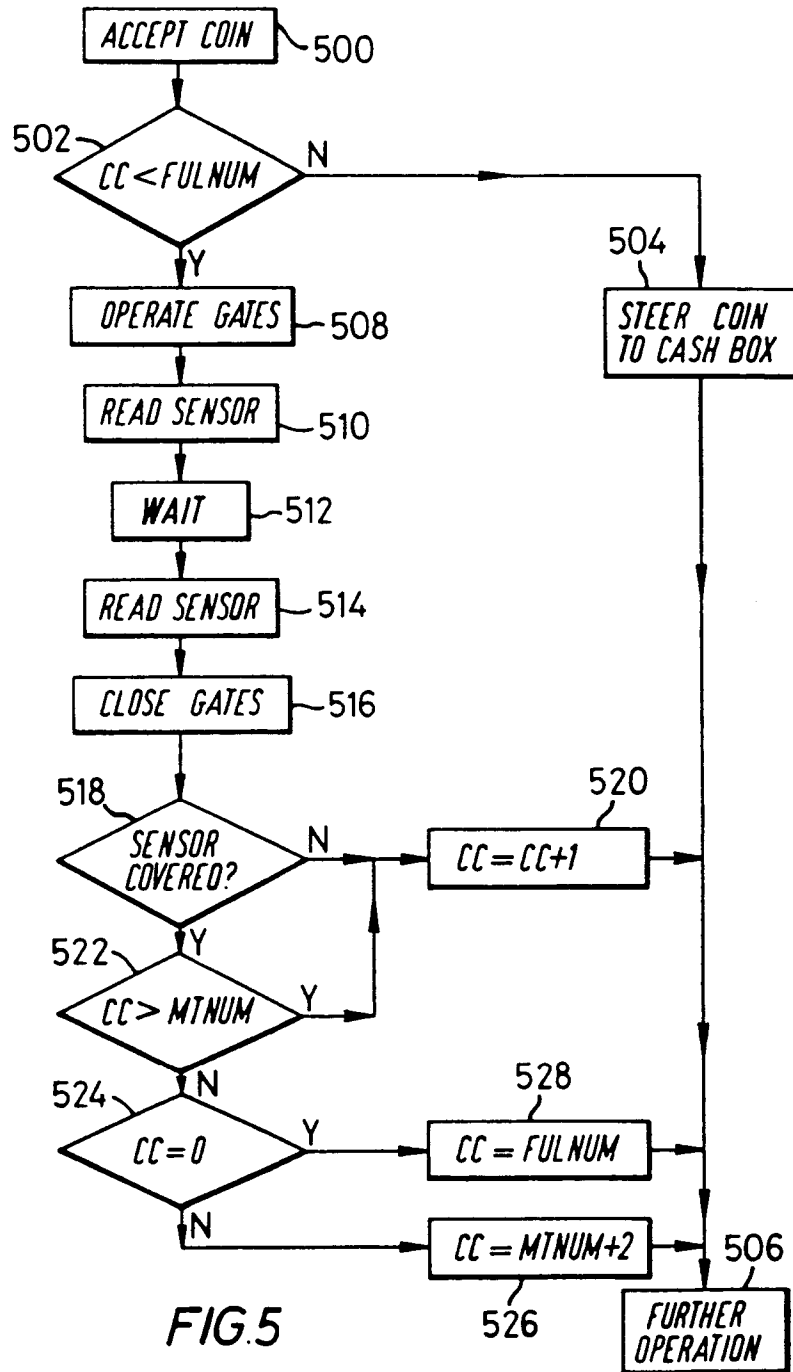 ACCEPT COIN
500
502
CC<FULNUM
N
Y
504
STEER COIN
TO CASH BOX
OPERATE GATES
508
READ SENSOR
510
WAIT
512
READ SENSOR
514
CLOSE GATES
516
518
SENSOR
COVERED?
N
Y
520
CC=CC+1
522
CC>MTNUM
Y
N
524
CC=0
Y
N
528
CC=FULNUM
CC=MTNUM+2
526
506
FURTHER
OPERATION
FIG.5